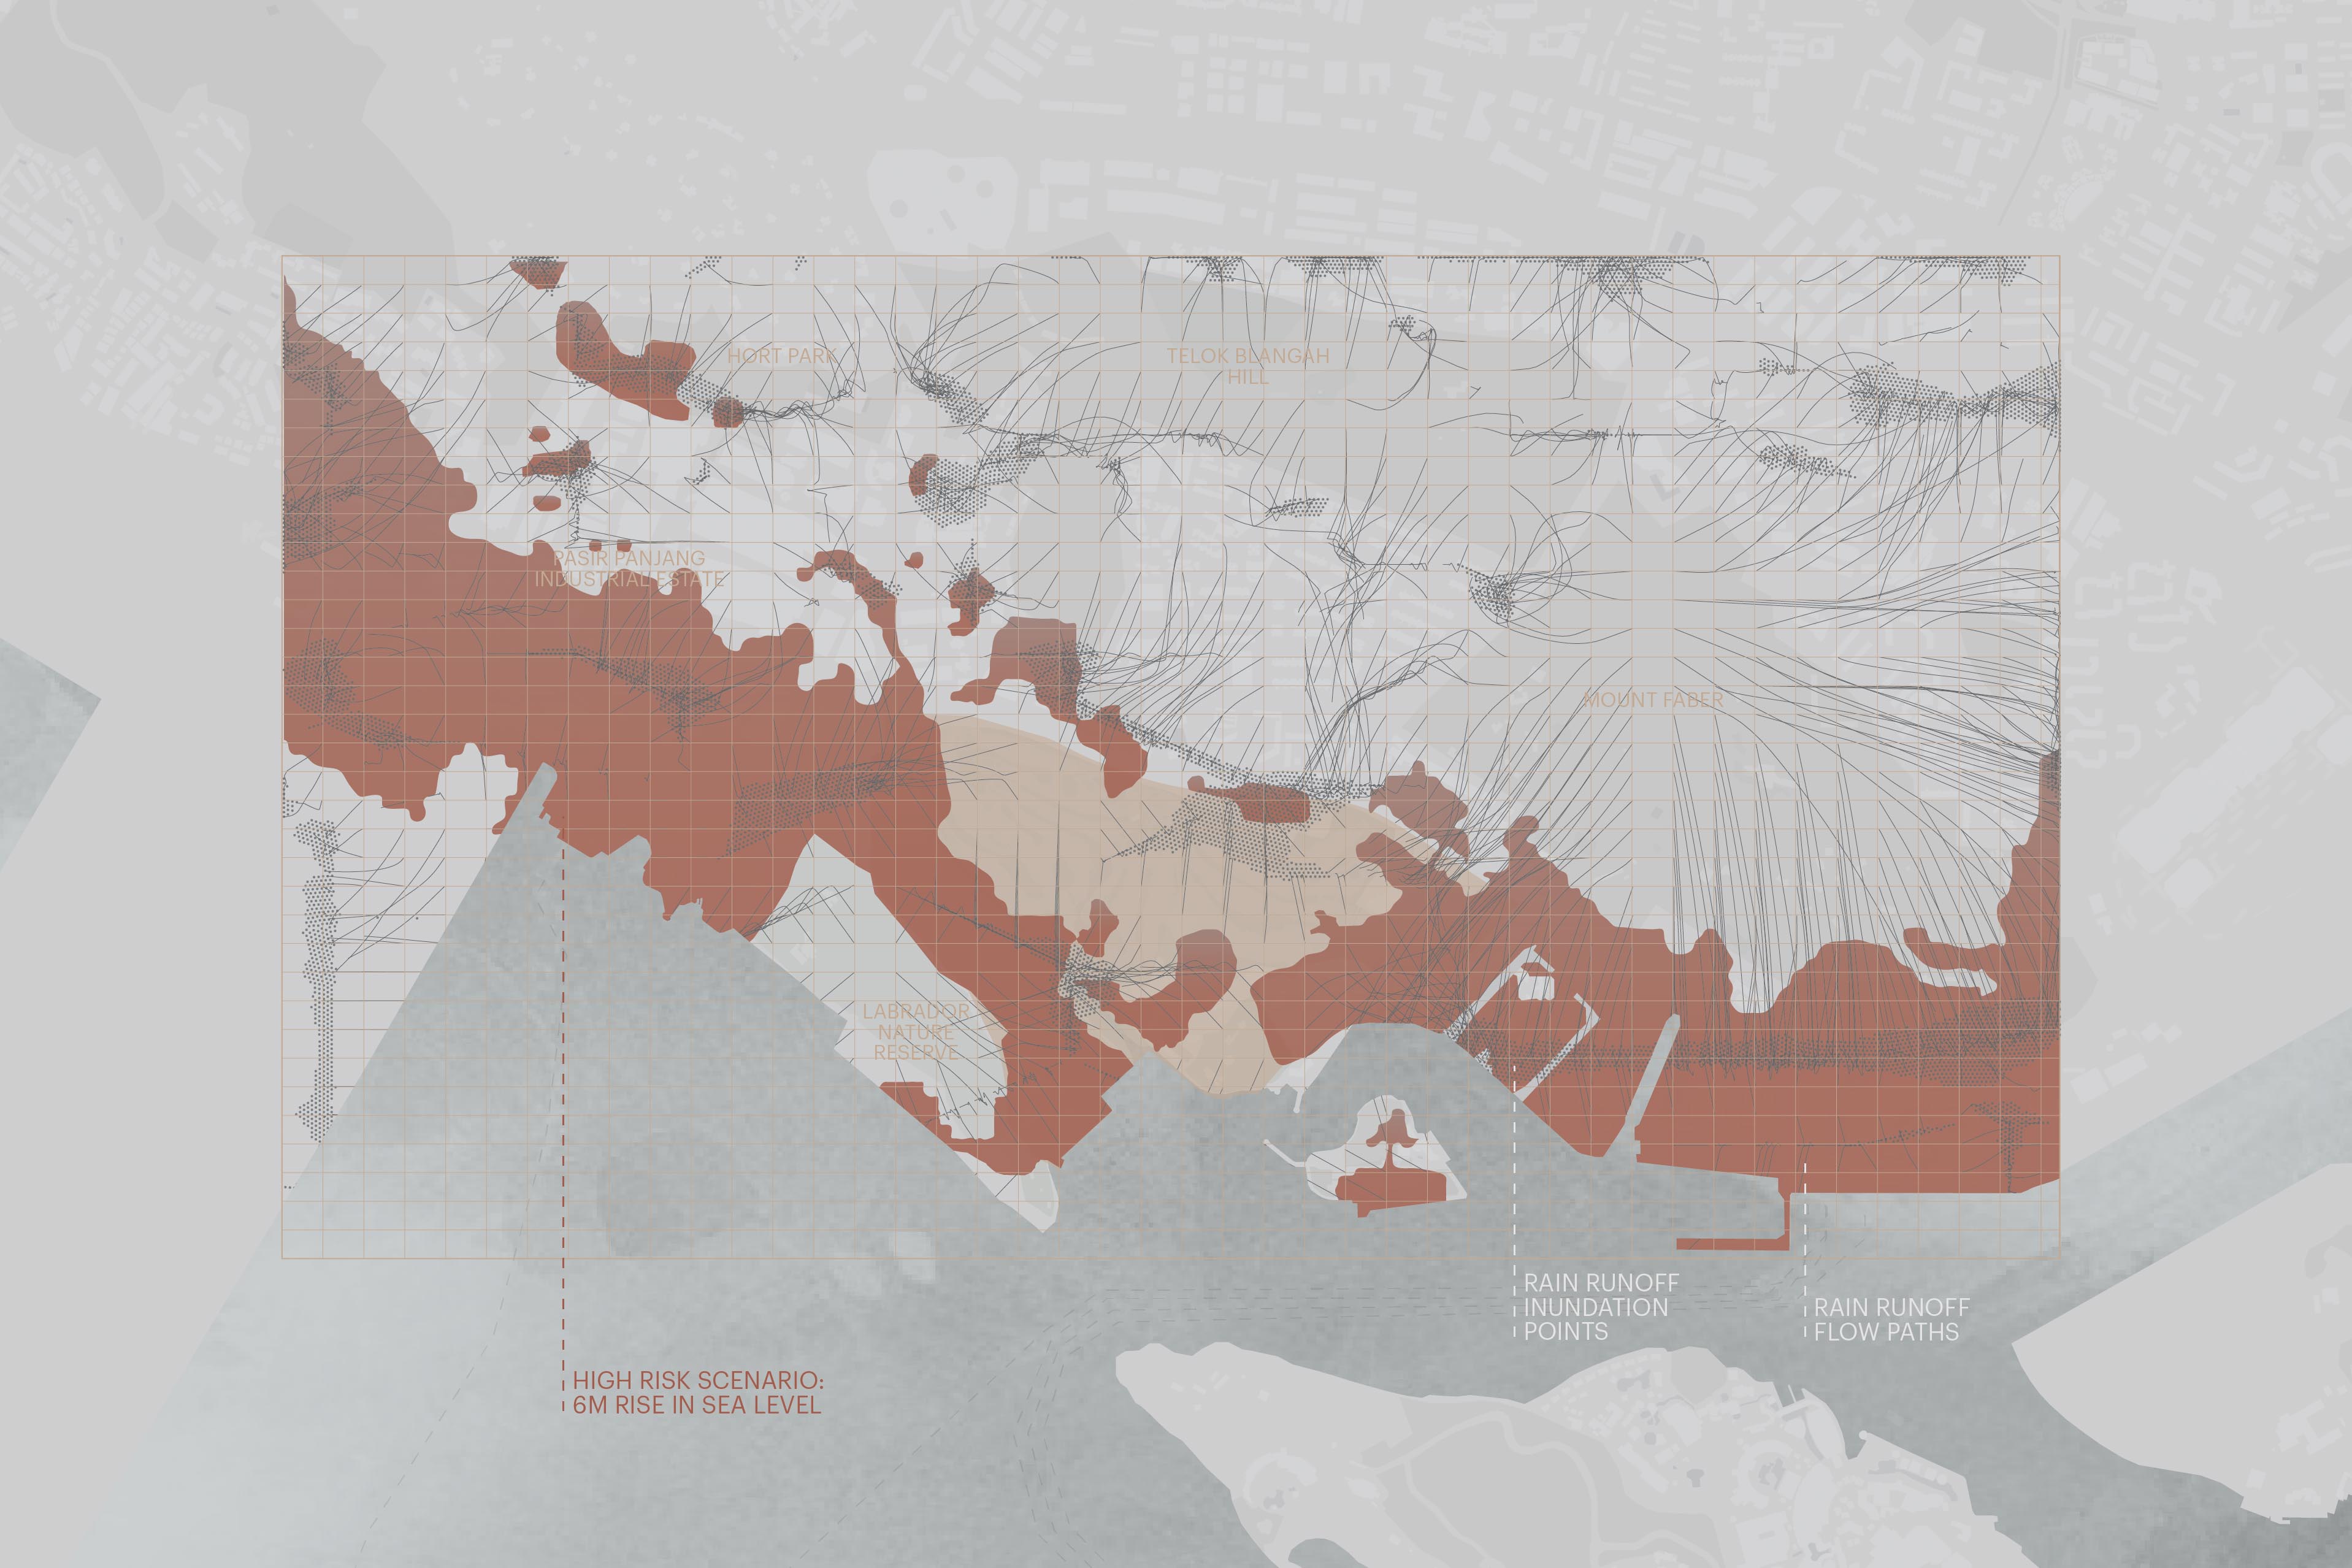 HORT PARK
TELOK BLANGAH
HILL
PASIR PANJANG
INDUSTRIAL ESTATE
MOUNT FABER
LABRADOR
NATURE
RESERVE
RAIN RUNOFF
INUNDATION
POINTS
RAIN RUNOFF
FLOW PATHS
HIGH RISK SCENARIO:
6M RISE IN SEA LEVEL